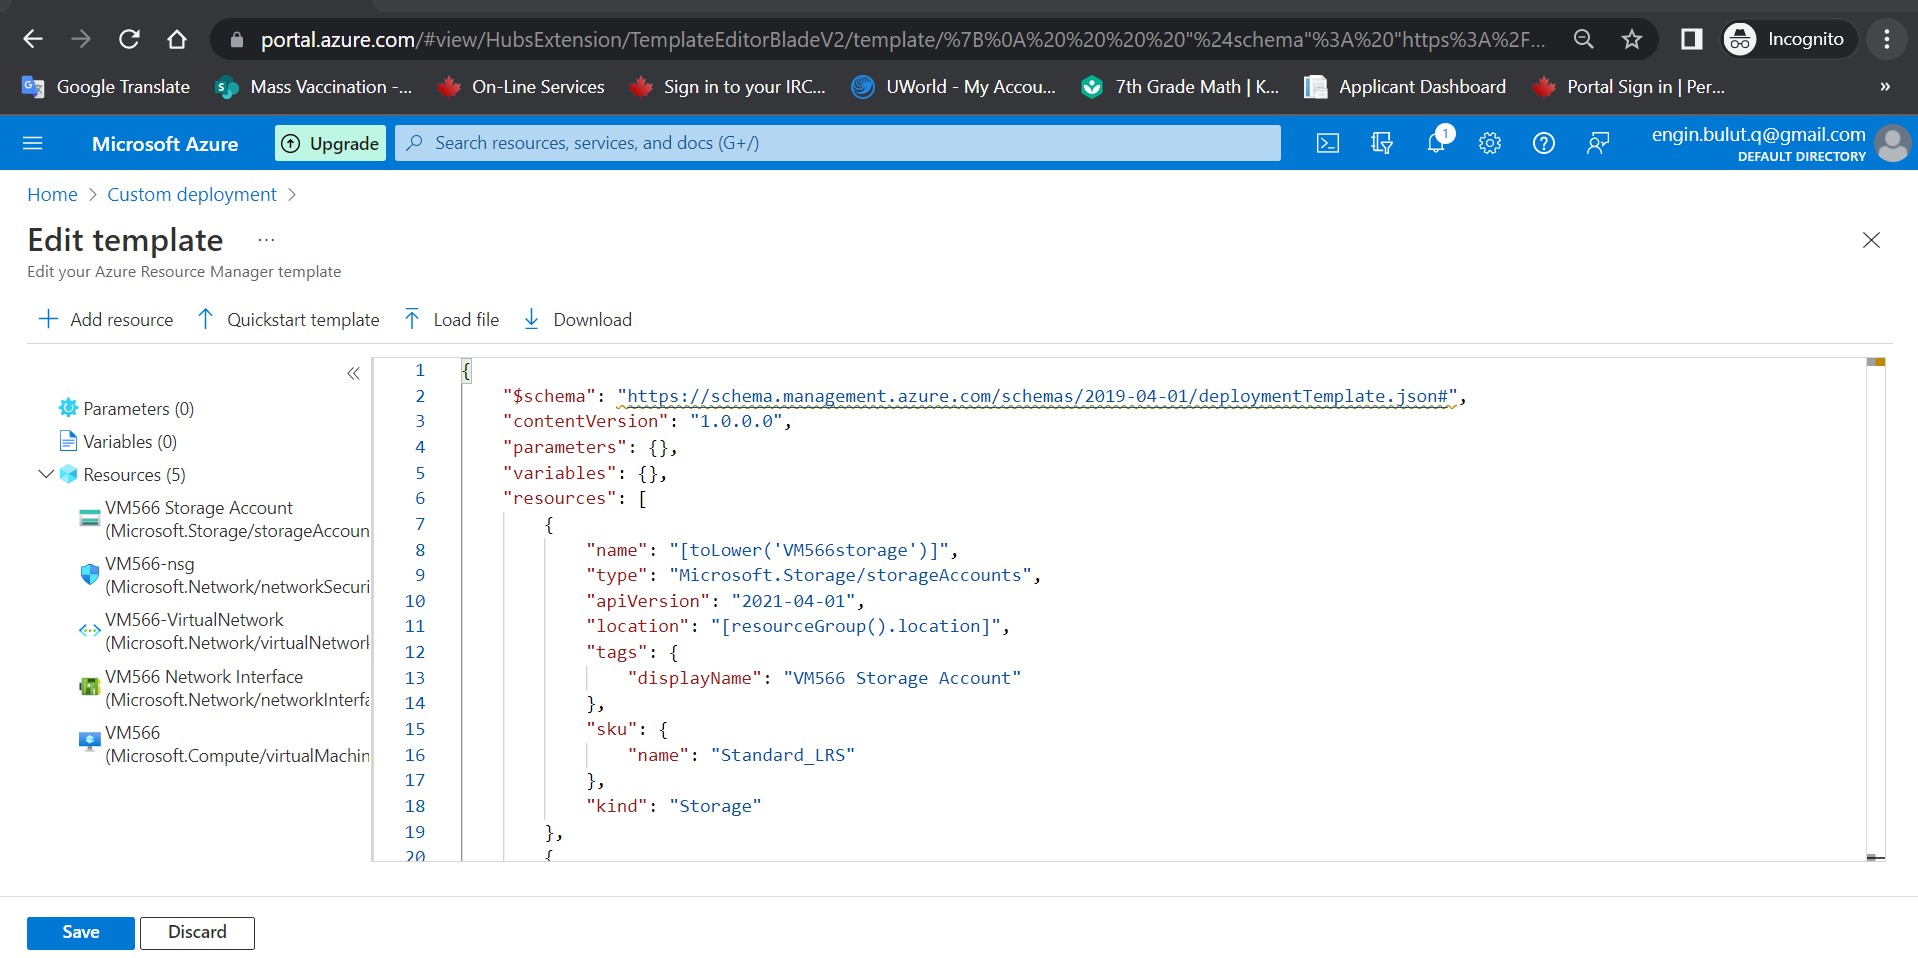 portal.azure.com/#view/HubsExtension/TemplateEditorBladeV2/template/%7B%0A%20%20%20%20"%24schema"%3A%20"https%3A%2F...
Incognito
Google Translate
Mass Vaccination -...
On-Line Services
Sign in to your IRC...
UWorld - My Accou...
7th Grade Math | K...
Applicant Dashboard
Portal Sign in | Per...
»
Microsoft Azure
Upgrade
Search resources, services, and docs (G+/)
1
engin.bulut.q@gmail.com
DEFAULT DIRECTORY
Home > Custom deployment >
Edit template ...
Edit your Azure Resource Manager template
Add resource
Quickstart template
Load file
Download
«
Parameters (0)
Variables (0)
Resources (5)
VM566 Storage Account
(Microsoft.Storage/storageAccoun
VM566-nsg
(Microsoft.Network/networkSecuri
VM566-VirtualNetwork
(Microsoft.Network/virtualNetwork
VM566 Network Interface
(Microsoft.Network/networkInterfa
VM566
(Microsoft.Compute/virtualMachin
1 {
2 "$schema": "https://schema.management.azure.com/schemas/2019-04-01/deploymentTemplate.json#",
3 "contentVersion": "1.0.0.0",
4 "parameters": {},
5 "variables": {},
6 "resources": [
7 {
8 "name": "[toLower('VM566storage')]",
9 "type": "Microsoft.Storage/storageAccounts",
10 "apiVersion": "2021-04-01",
11 "location": "[resourceGroup().location]",
12 "tags": {
13 "displayName": "VM566 Storage Account"
14 },
15 "sku": {
16 "name": "Standard_LRS"
17 },
18 "kind": "Storage"
19 },
20 {
Save
Discard